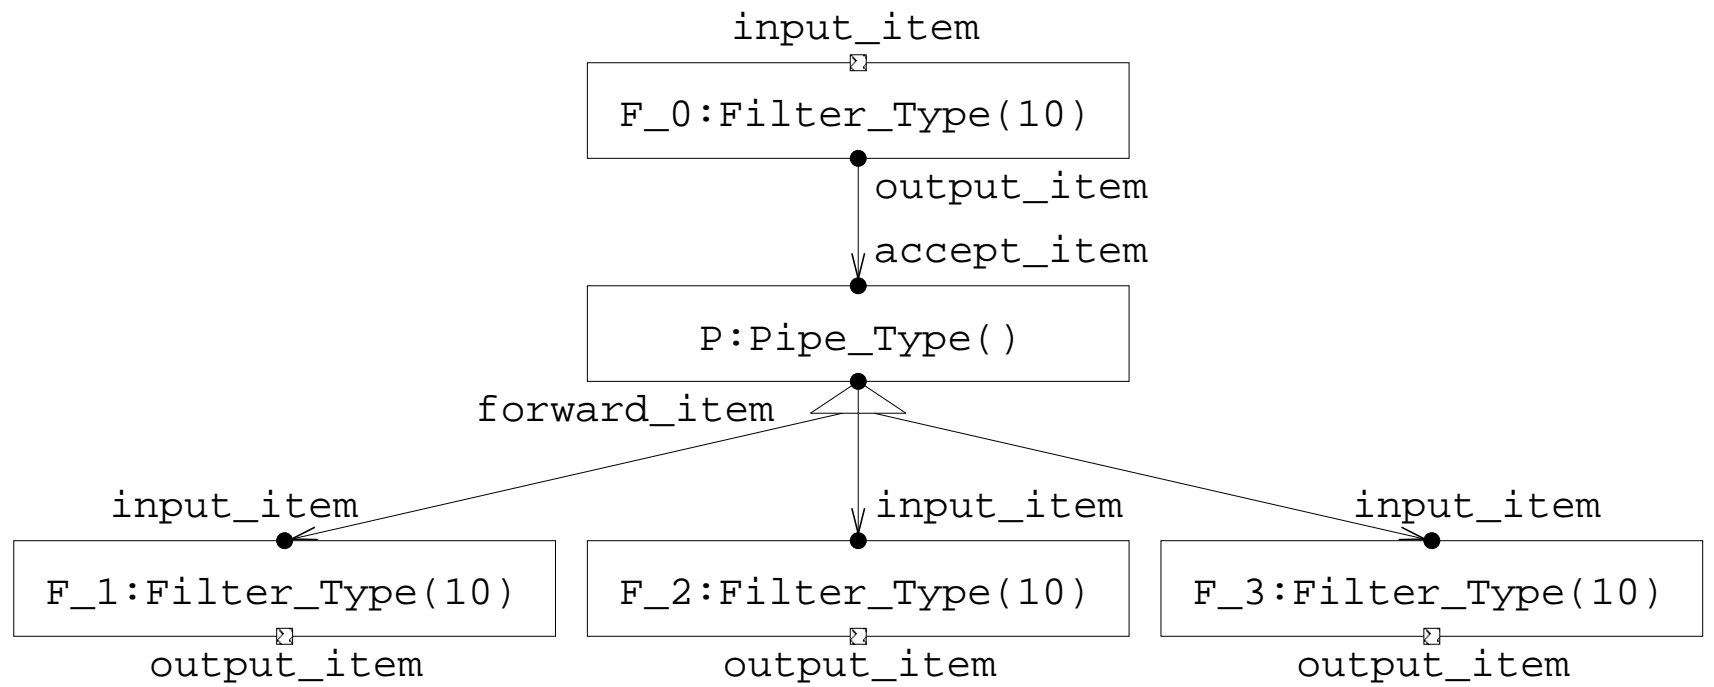 input_item
F_0:Filter_Type(10)
output_item
accept_item
P:Pipe_Type()
forward_item
input_item
input_item
input_item
F_1:Filter_Type(10)
F_2:Filter_Type(10)
F_3:Filter_Type(10)
output_item
output_item
output_item